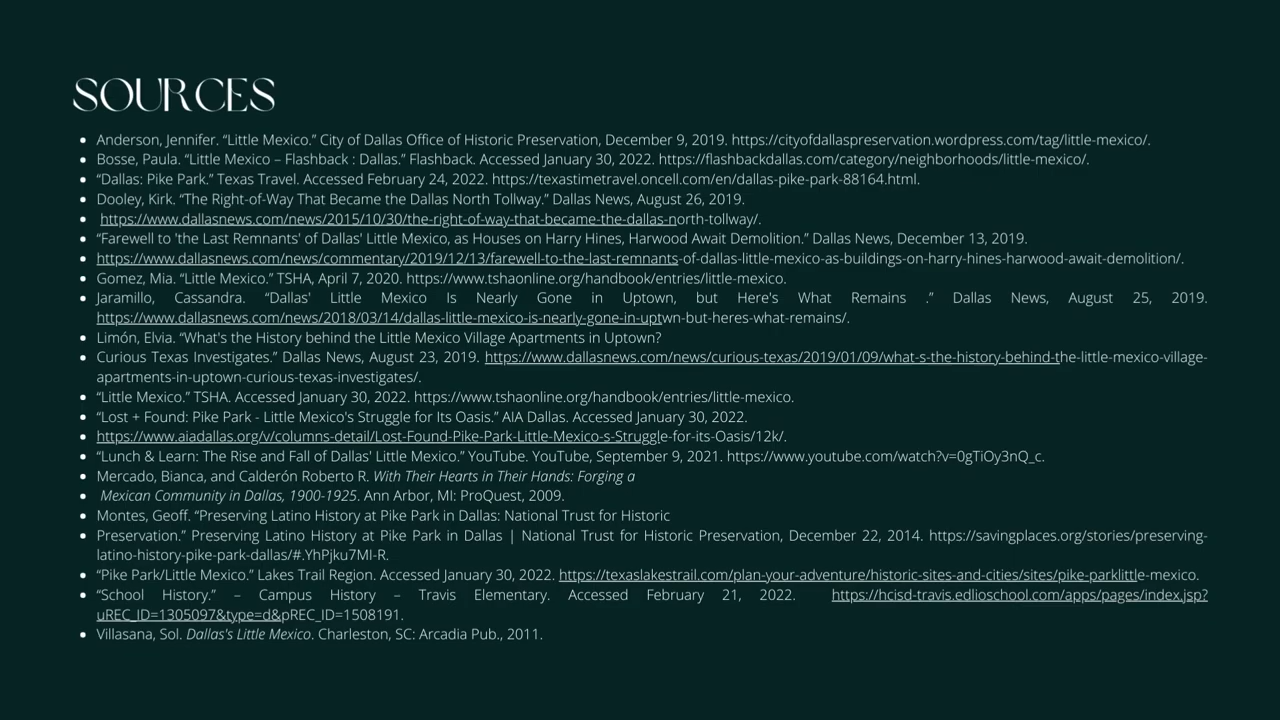 SOURCES
• Anderson, Jennifer. “Little Mexico.” City of Dallas Office of Historic Preservation, December 9, 2019. https://cityofdallaspreservation.wordpress.com/tag/little-mexico/.
• Bosse, Paula. “Little Mexico – Flashback : Dallas.” Flashback. Accessed January 30, 2022. https://flashbackdallas.com/category/neighborhoods/little-mexico/.
• “Dallas: Pike Park.” Texas Travel. Accessed February 24, 2022. https://texastimetravel.oncell.com/en/dallas-pike-park-88164.html.
• Dooley, Kirk. “The Right-of-Way That Became the Dallas North Tollway.” Dallas News, August 26, 2019.
• https://www.dallasnews.com/news/2015/10/30/the-right-of-way-that-became-the-dallas-north-tollway/.
• “Farewell to 'the Last Remnants' of Dallas' Little Mexico, as Houses on Harry Hines, Harwood Await Demolition.” Dallas News, December 13, 2019.
• https://www.dallasnews.com/news/commentary/2019/12/13/farewell-to-the-last-remnants-of-dallas-little-mexico-as-buildings-on-harry-hines-harwood-await-demolition/.
• Gomez, Mia. “Little Mexico.” TSHA, April 7, 2020. https://www.tshaonline.org/handbook/entries/little-mexico.
• Jaramillo, Cassandra. “Dallas' Little Mexico Is Nearly Gone in Uptown, but Here's What Remains .” Dallas News, August 25, 2019.
https://www.dallasnews.com/news/2018/03/14/dallas-little-mexico-is-nearly-gone-in-uptwn-but-heres-what-remains/.
• Limón, Elvia. “What's the History behind the Little Mexico Village Apartments in Uptown?
• Curious Texas Investigates.” Dallas News, August 23, 2019. https://www.dallasnews.com/news/curious-texas/2019/01/09/what-s-the-history-behind-the-little-mexico-village-
apartments-in-uptown-curious-texas-investigates/.
• “Little Mexico.” TSHA. Accessed January 30, 2022. https://www.tshaonline.org/handbook/entries/little-mexico.
• “Lost + Found: Pike Park - Little Mexico's Struggle for Its Oasis.” AIA Dallas. Accessed January 30, 2022.
• https://www.aiadallas.org/v/columns-detail/Lost-Found-Pike-Park-Little-Mexico-s-Struggle-for-its-Oasis/12k/.
• “Lunch & Learn: The Rise and Fall of Dallas' Little Mexico.” YouTube. YouTube, September 9, 2021. https://www.youtube.com/watch?v=0gTiOy3nQ_c.
• Mercado, Bianca, and Calderón Roberto R. With Their Hearts in Their Hands: Forging a
• Mexican Community in Dallas, 1900-1925. Ann Arbor, MI: ProQuest, 2009.
• Montes, Geoff. “Preserving Latino History at Pike Park in Dallas: National Trust for Historic
• Preservation.” Preserving Latino History at Pike Park in Dallas | National Trust for Historic Preservation, December 22, 2014. https://savingplaces.org/stories/preserving-
latino-history-pike-park-dallas/#.YhPjku7MI-R.
• “Pike Park/Little Mexico.” Lakes Trail Region. Accessed January 30, 2022. https://texaslakestrail.com/plan-your-adventure/historic-sites-and-cities/sites/pike-parklittle-mexico.
• “School History.” – Campus History – Travis Elementary. Accessed February 21, 2022. https://hcisd-travis.edlioschool.com/apps/pages/index.jsp?
uREC_ID=1305097&type=d&pREC_ID=1508191.
• Villasana, Sol. Dallas's Little Mexico. Charleston, SC: Arcadia Pub., 2011.